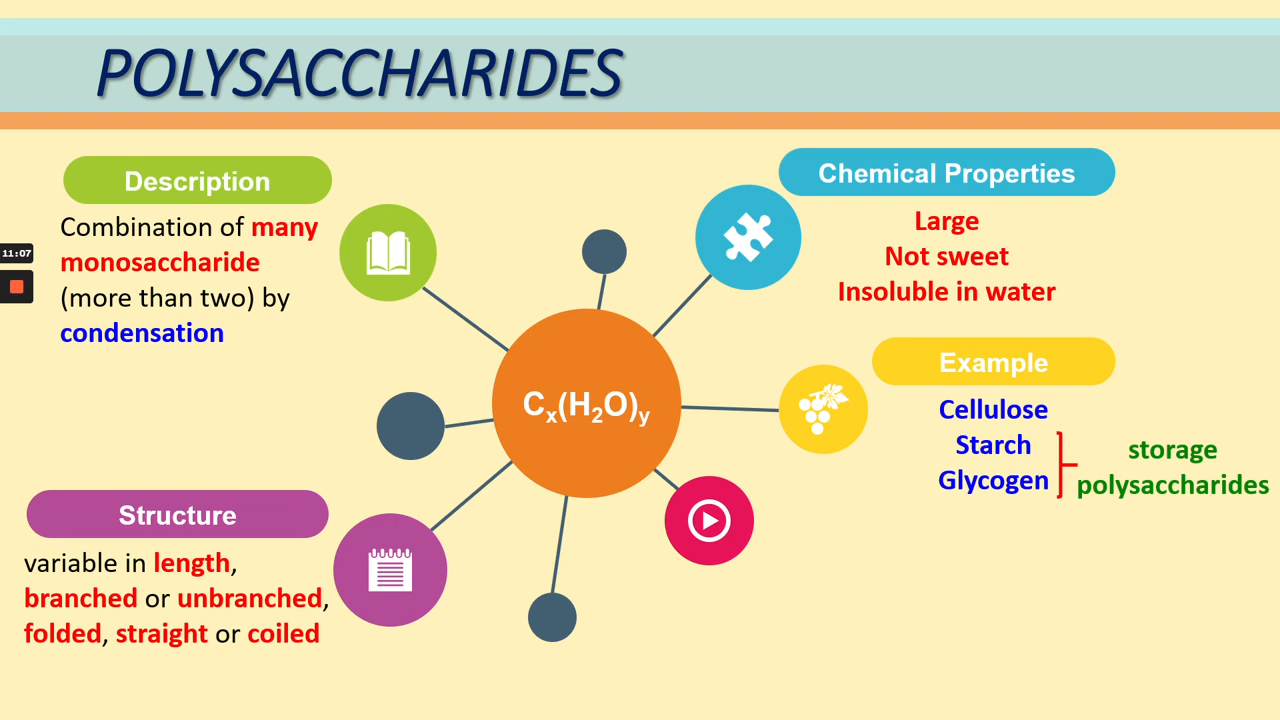 POLYSACCHARIDES
Description
Combination of many
monosaccharide
(more than two) by
condensation
11:07
Chemical Properties
Large
Not sweet
Insoluble in water
Cₓ(H₂O)ᵧ
Example
Cellulose
Starch
Glycogen
storage
polysaccharides
Structure
variable in length,
branched or unbranched,
folded, straight or coiled